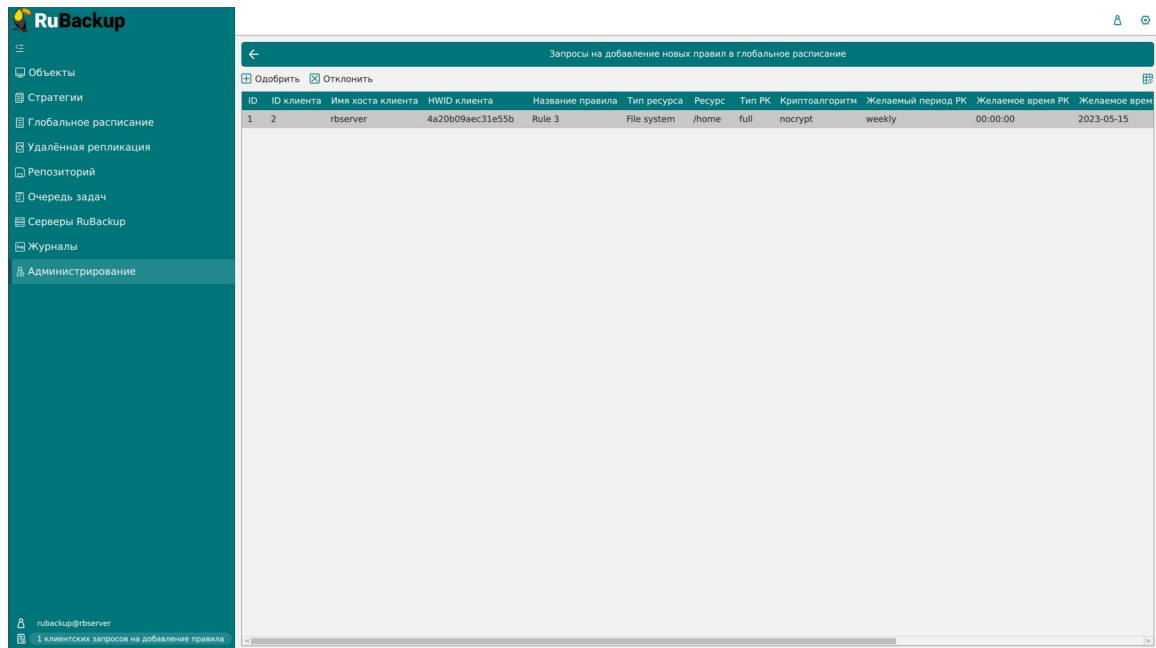 RuBackup
Объекты
Стратегии
Глобальное расписание
Удалённая репликация
Репозиторий
Очередь задач
Серверы RuBackup
Журналы
Администрирование
rubackup@rbserver
1 клиентских запросов на добавление правила
Запросы на добавление новых правил в глобальное расписание
Одобрить Отклонить
ID ID клиента Имя хоста клиента HWID клиента Название правила Тип ресурса Ресурс Тип РК Криптоалгоритм Желаемый период РК Желаемое время РК Желаемое врем
1 2 rbserver 4a20b09aec31e55b Rule 3 File system /home full nocrypt weekly 00:00:00 2023-05-15